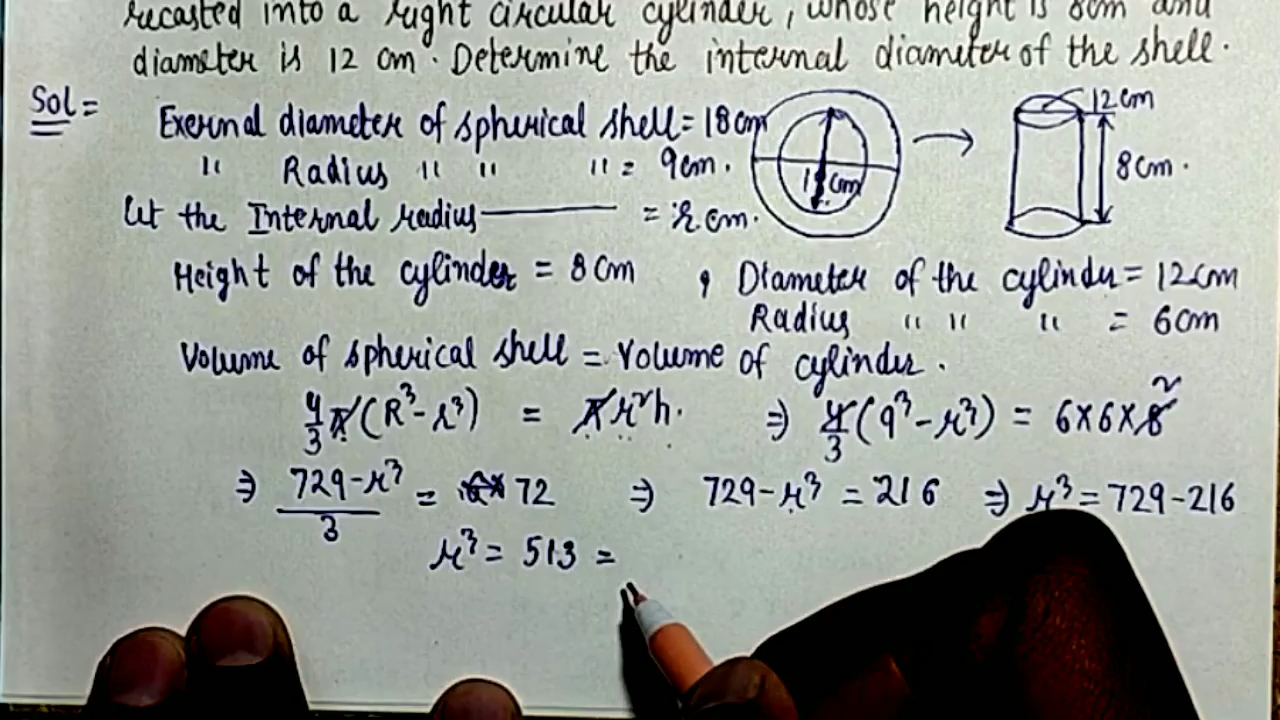 recasted into a right circular cylinder, whose height is 8cm and
diameter is 12 cm. Determine the internal diameter of the shell.
Sol =
Exernal diameter of spherical shell = 18cm
" Radius " " " = 9cm.
Let the Internal radius — = r cm.
18cm
12cm
8cm.
Height of the cylinder = 8cm , Diameter of the cylinder = 12cm
Radius " " " = 6cm
Volume of spherical shell = Volume of cylinder.
4/3 π (R³ - r³) = π r²h. ⇒ 4/3 (9³ - r³) = 6×6×8 2
⇒ 729 - r³ / 3 = 72 ⇒ 729 - r³ = 216 ⇒ r³ = 729 - 216
r³ = 513 =